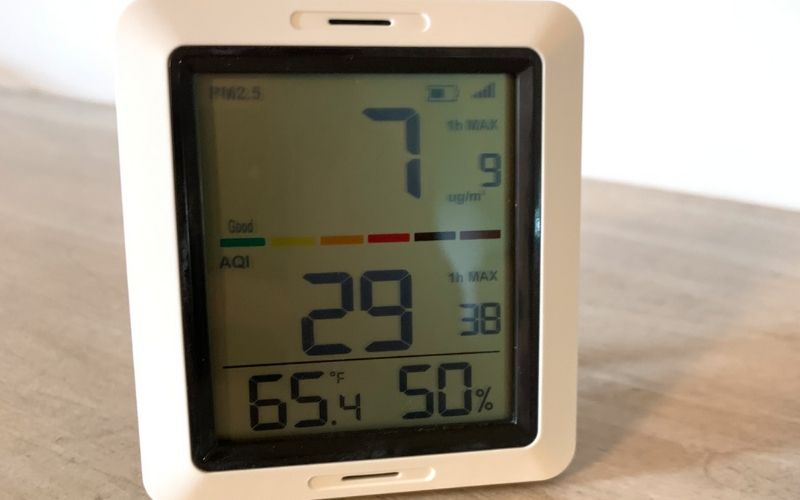 PM2.5
7 1h MAX
9
ug/m³
Good
AQI
29 1h MAX
38
65.4 °F 50%